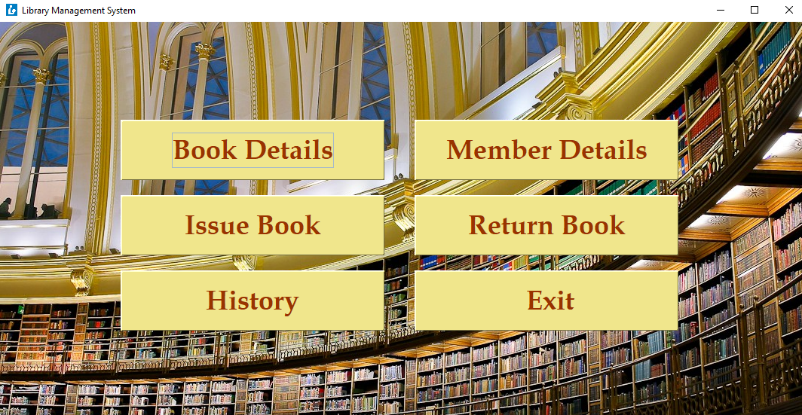 Library Management System
Book Details
Member Details
Issue Book
Return Book
History
Exit